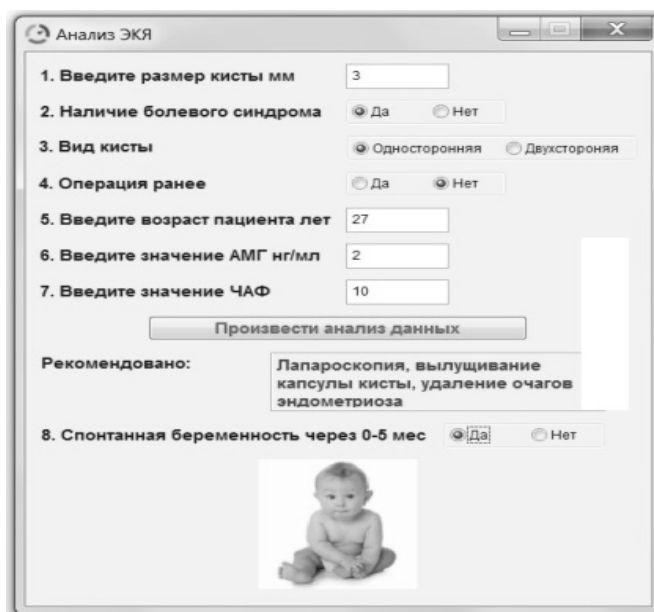 Анализ ЭКЯ
1. Введите размер кисты мм 3
2. Наличие болевого синдрома Да Нет
3. Вид кисты Односторонняя Двухстороняя
4. Операция ранее Да Нет
5. Введите возраст пациента лет 27
6. Введите значение АМГ нг/мл 2
7. Введите значение ЧАФ 10
Произвести анализ данных
Рекомендовано: Лапароскопия, вылущивание
капсулы кисты, удаление очагов
эндометриоза
8. Спонтанная беременность через 0-5 мес Да Нет